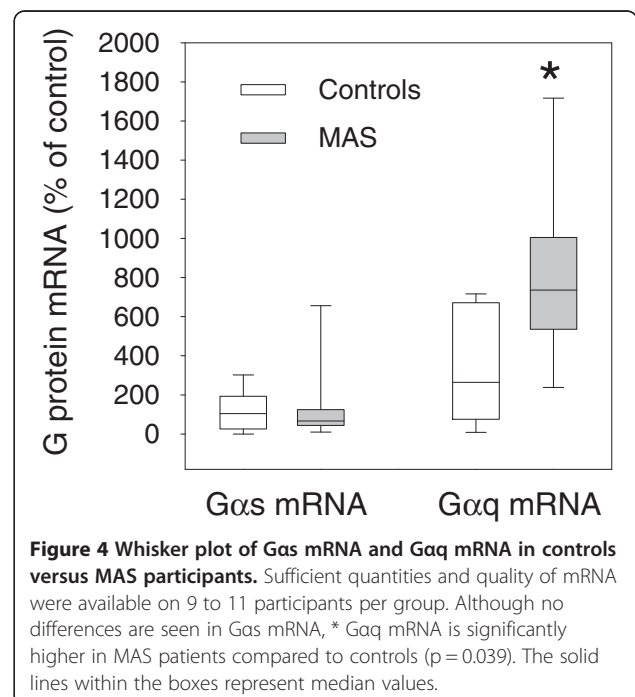 2000
1800
1600
1400
1200
1000
800
600
400
200
0
G protein mRNA (% of control)
Controls
MAS
*
Gαs mRNA Gαq mRNA
Figure 4 Whisker plot of Gαs mRNA and Gαq mRNA in controls
versus MAS participants. Sufficient quantities and quality of mRNA
were available on 9 to 11 participants per group. Although no
differences are seen in Gαs mRNA, * Gαq mRNA is significantly
higher in MAS patients compared to controls (p = 0.039). The solid
lines within the boxes represent median values.